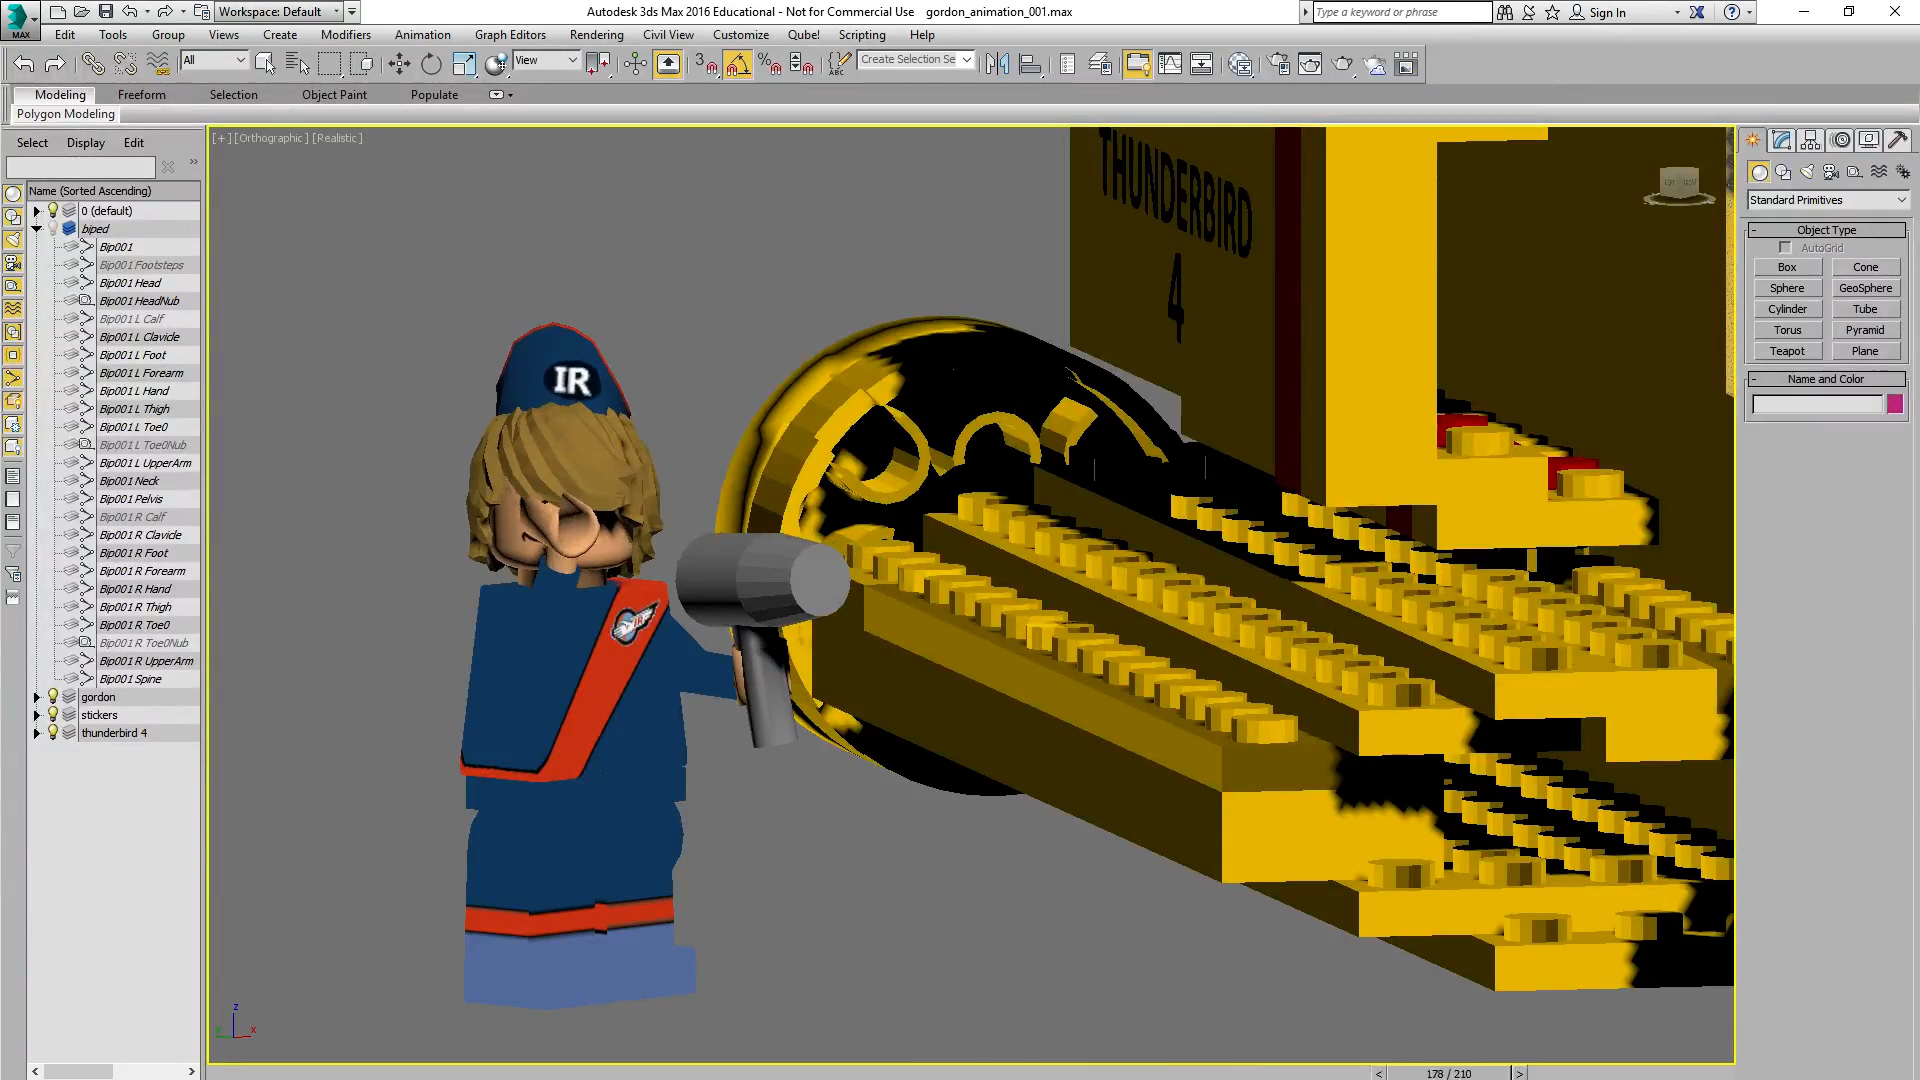 MAX
Workspace: Default
Autodesk 3ds Max 2016 Educational - Not for Commercial Use gordon_animation_001.max
Type a keyword or phrase
Sign In
Edit Tools Group Views Create Modifiers Animation Graph Editors Rendering Civil View Customize Qube! Scripting Help
All
View
3
ABC
Create Selection Se
Modeling Freeform Selection Object Paint Populate
Polygon Modeling
Select Display Edit
Name (Sorted Ascending)
0 (default)
biped
Bip001
Bip001 Footsteps
Bip001 Head
Bip001 HeadNub
Bip001 L Calf
Bip001 L Clavicle
Bip001 L Foot
Bip001 L Forearm
Bip001 L Hand
Bip001 L Thigh
Bip001 L Toe0
Bip001 L Toe0Nub
Bip001 L UpperArm
Bip001 Neck
Bip001 Pelvis
Bip001 R Calf
Bip001 R Clavicle
Bip001 R Foot
Bip001 R Forearm
Bip001 R Hand
Bip001 R Thigh
Bip001 R Toe0
Bip001 R Toe0Nub
Bip001 R UpperArm
Bip001 Spine
gordon
stickers
thunderbird 4
[+] [Orthographic] [Realistic]
THUNDERBIRD
4
IR
IR
z
y
x
Standard Primitives
Object Type
AutoGrid
Box Cone
Sphere GeoSphere
Cylinder Tube
Torus Pyramid
Teapot Plane
Name and Color
178 / 210